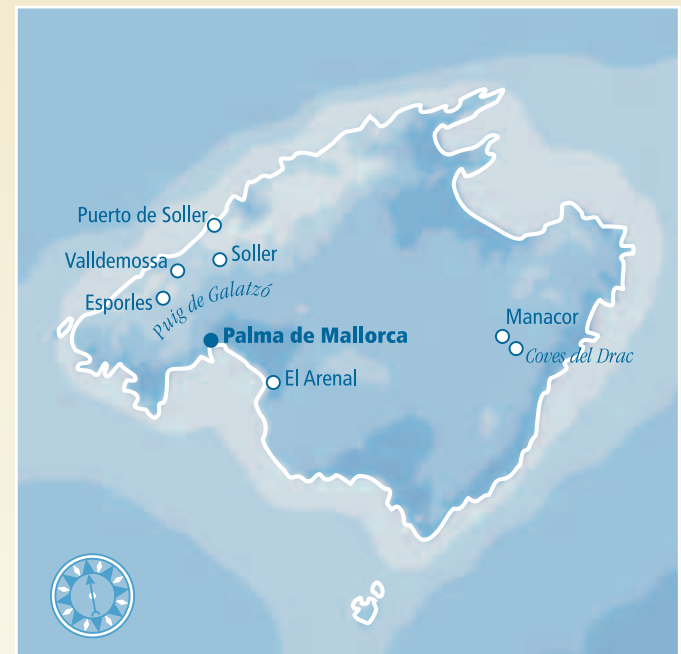 Puerto de Soller
Soller
Valldemossa
Esporles
Puig de Galatzó
Palma de Mallorca
Manacor
Coves del Drac
El Arenal